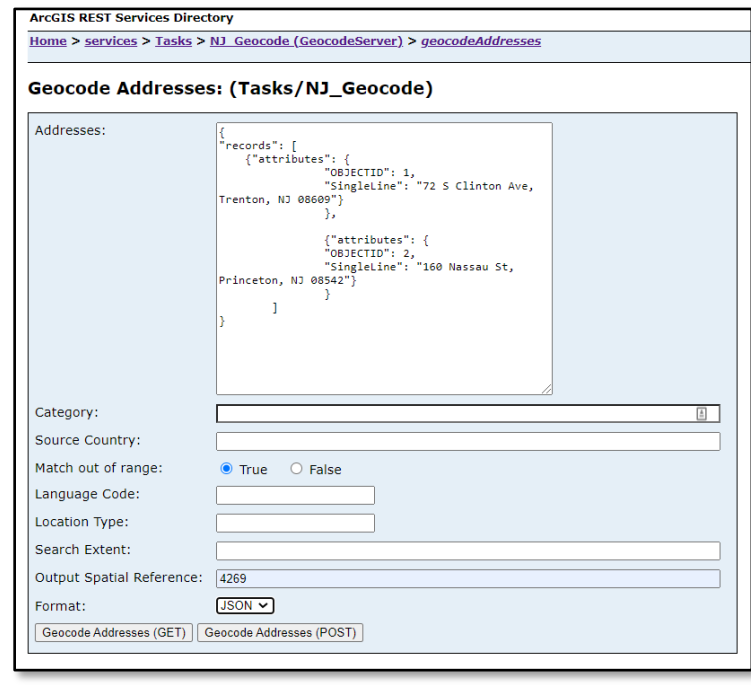 ArcGIS REST Services Directory
Home > services > Tasks > NJ_Geocode (GeocodeServer) > geocodeAddresses
Geocode Addresses: (Tasks/NJ_Geocode)
Addresses:
{
"records": [
{"attributes": {
"OBJECTID": 1,
"SingleLine": "72 S Clinton Ave,
Trenton, NJ 08609"}
},
{"attributes": {
"OBJECTID": 2,
"SingleLine": "160 Nassau St,
Princeton, NJ 08542"}
}
]
}
Category:
Source Country:
Match out of range: True False
Language Code:
Location Type:
Search Extent:
Output Spatial Reference: 4269
Format: JSON
Geocode Addresses (GET) Geocode Addresses (POST)